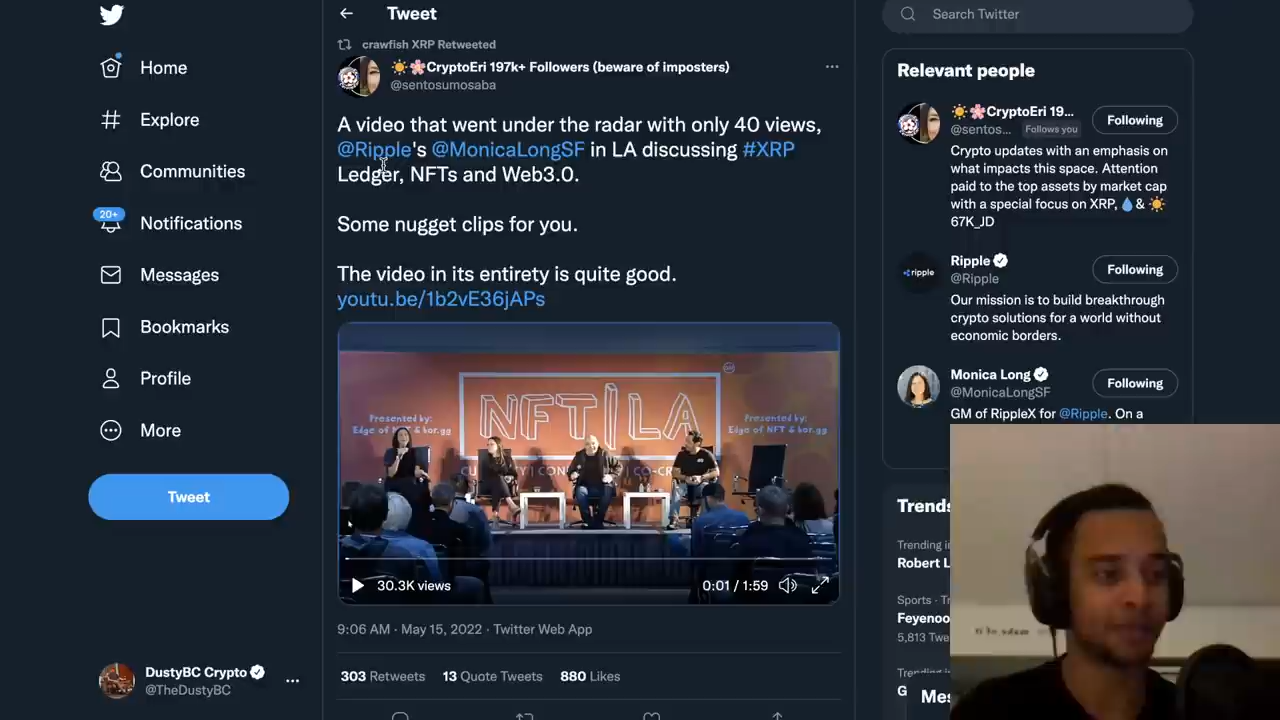 Tweet
Search Twitter
crawfish XRP Retweeted
☀️🌸CryptoEri 197k+ Followers (beware of imposters)
@sentosumosaba
A video that went under the radar with only 40 views,
@Ripple's @MonicaLongSF in LA discussing #XRP
Ledger, NFTs and Web3.0.
Some nugget clips for you.
The video in its entirety is quite good.
youtu.be/1b2vE36jAPs
Presented by:
Edge of NFT & bor.gg
NFT|LA
Presented by:
Edge of NFT & bor.gg
30.3K views
0:01 / 1:59
9:06 AM · May 15, 2022 · Twitter Web App
303 Retweets 13 Quote Tweets 880 Likes
Home
Explore
Communities
20+
Notifications
Messages
Bookmarks
Profile
More
Tweet
DustyBC Crypto
@TheDustyBC
Relevant people
☀️🌸CryptoEri 19...
@sentos... Follows you
Following
Crypto updates with an emphasis on
what impacts this space. Attention
paid to the top assets by market cap
with a special focus on XRP, 💧& ☀️
67K_JD
ripple
Ripple
@Ripple
Following
Our mission is to build breakthrough
crypto solutions for a world without
economic borders.
Monica Long
@MonicaLongSF
Following
GM of RippleX for @Ripple. On a
Trends
Trending in
Robert L
Sports · Tr
Feyenoo
5,813 Twe
Trending
G
Mes